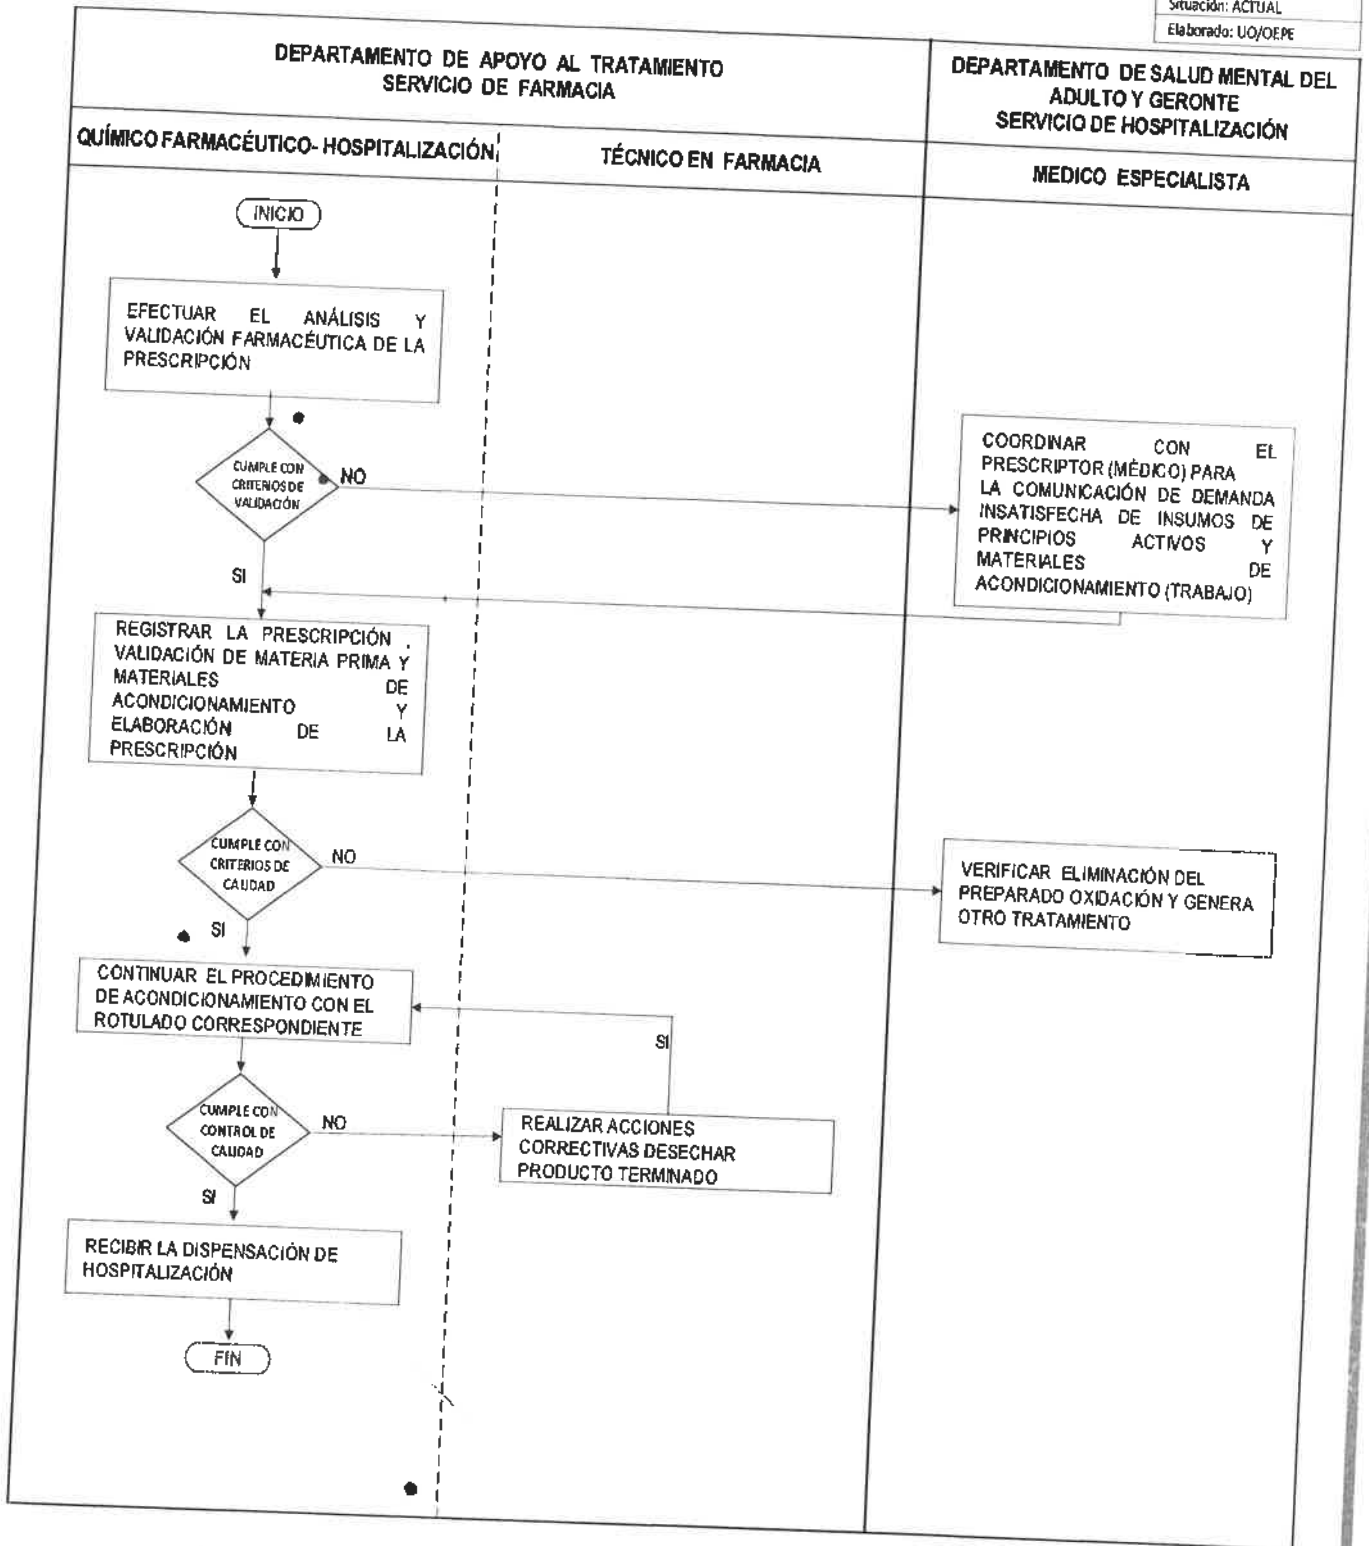 Situación: ACTUAL
Elaborado: UO/OEPE
DEPARTAMENTO DE APOYO AL TRATAMIENTO
SERVICIO DE FARMACIA
DEPARTAMENTO DE SALUD MENTAL DEL
ADULTO Y GERONTE
SERVICIO DE HOSPITALIZACIÓN
QUÍMICO FARMACÉUTICO- HOSPITALIZACIÓN
TÉCNICO EN FARMACIA
MEDICO ESPECIALISTA
INICIO
EFECTUAR EL ANÁLISIS Y
VALIDACIÓN FARMACÉUTICA DE LA
PRESCRIPCIÓN
CUMPLE CON
CRITERIOS DE
VALIDACIÓN
NO
COORDINAR CON EL
PRESCRIPTOR (MÉDICO) PARA
LA COMUNICACIÓN DE DEMANDA
INSATISFECHA DE INSUMOS DE
PRINCIPIOS ACTIVOS Y
MATERIALES DE
ACONDICIONAMIENTO (TRABAJO)
SI
REGISTRAR LA PRESCRIPCIÓN ,
VALIDACIÓN DE MATERIA PRIMA Y
MATERIALES DE
ACONDICIONAMIENTO Y
ELABORACIÓN DE LA
PRESCRIPCIÓN
CUMPLE CON
CRITERIOS DE
CALIDAD
NO
VERIFICAR ELIMINACIÓN DEL
PREPARADO OXIDACIÓN Y GENERA
OTRO TRATAMIENTO
SI
CONTINUAR EL PROCEDIMIENTO
DE ACONDICIONAMIENTO CON EL
ROTULADO CORRESPONDIENTE
SI
CUMPLE CON
CONTROL DE
CALIDAD
NO
REALIZAR ACCIONES
CORRECTIVAS DESECHAR
PRODUCTO TERMINADO
SI
RECIBIR LA DISPENSACIÓN DE
HOSPITALIZACIÓN
FIN